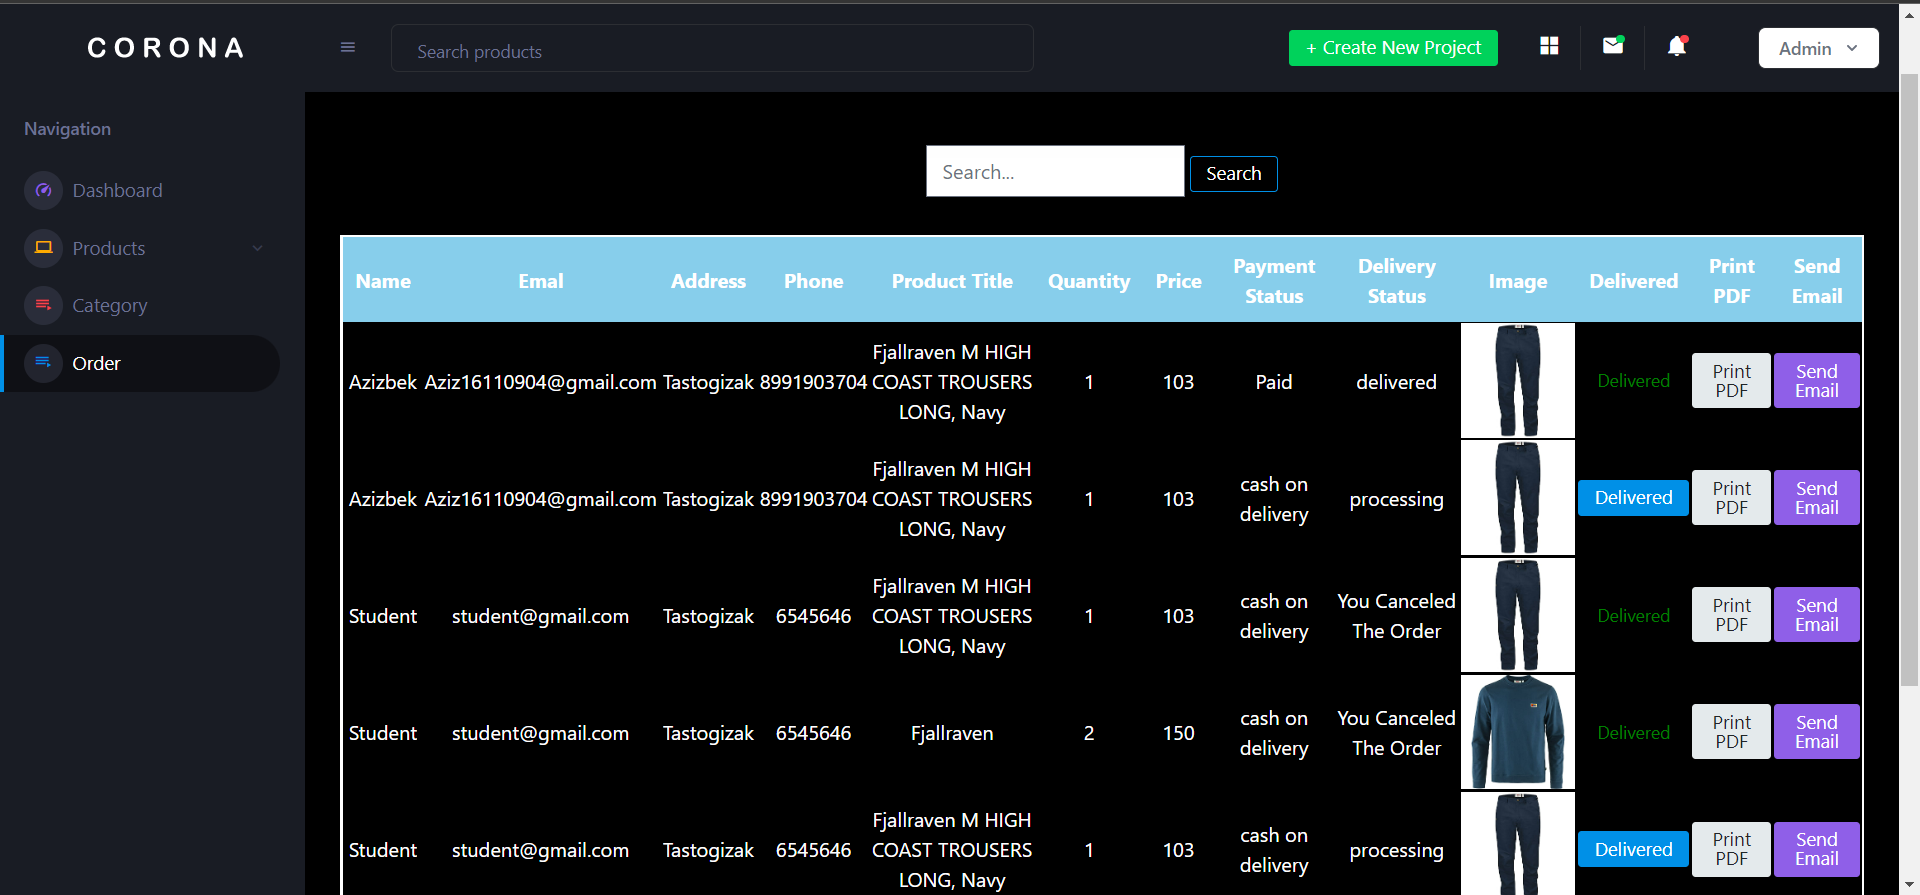 CORONA
Search products
+ Create New Project
Admin
Navigation
Dashboard
Products
Category
Order
Search...
Search
Name Emal Address Phone Product Title Quantity Price Payment Status Delivery Status Image Delivered Print PDF Send Email
Azizbek Aziz16110904@gmail.com Tastogizak 8991903704 Fjallraven M HIGH COAST TROUSERS LONG, Navy 1 103 Paid delivered Delivered Print PDF Send Email
Azizbek Aziz16110904@gmail.com Tastogizak 8991903704 Fjallraven M HIGH COAST TROUSERS LONG, Navy 1 103 cash on delivery processing Delivered Print PDF Send Email
Student student@gmail.com Tastogizak 6545646 Fjallraven M HIGH COAST TROUSERS LONG, Navy 1 103 cash on delivery You Canceled The Order Delivered Print PDF Send Email
Student student@gmail.com Tastogizak 6545646 Fjallraven 2 150 cash on delivery You Canceled The Order Delivered Print PDF Send Email
Student student@gmail.com Tastogizak 6545646 Fjallraven M HIGH COAST TROUSERS LONG, Navy 1 103 cash on delivery processing Delivered Print PDF Send Email